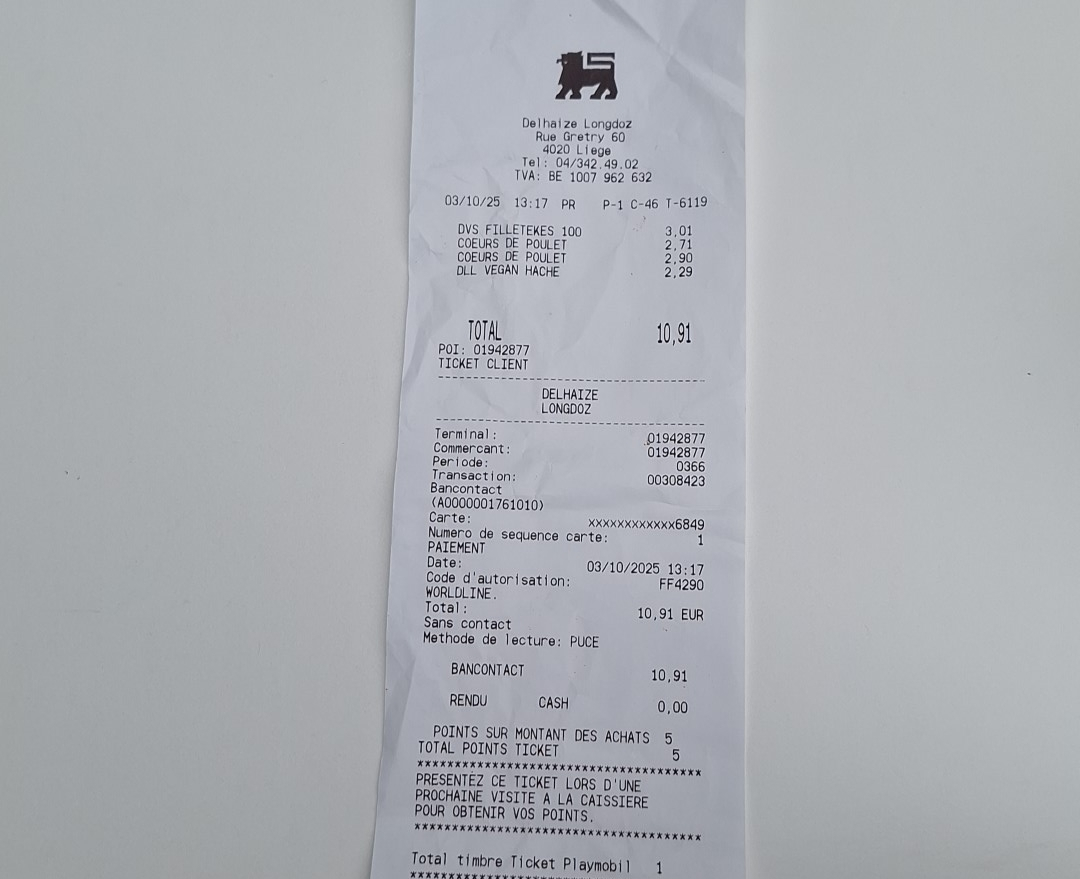 Delhaize Longdoz
Rue Gretry 60
4020 Liege
Tel: 04/342.49.02
TVA: BE 1007 962 632
03/10/25 13:17 PR P-1 C-46 T-6119
DVS FILLETEKES 100 3,01
COEURS DE POULET 2,71
COEURS DE POULET 2,90
DLL VEGAN HACHE 2,29
TOTAL 10,91
POI: 01942877
TICKET CLIENT
----------------------------------------
DELHAIZE
LONGDOZ
----------------------------------------
Terminal: 01942877
Commercant: 01942877
Periode: 0366
Transaction: 00308423
Bancontact
(A0000001761010)
Carte: xxxxxxxxxxxx6849
Numero de sequence carte: 1
PAIEMENT
Date: 03/10/2025 13:17
Code d'autorisation: FF4290
WORLDLINE.
Total: 10,91 EUR
Sans contact
Methode de lecture: PUCE
BANCONTACT 10,91
RENDU CASH 0,00
POINTS SUR MONTANT DES ACHATS 5
TOTAL POINTS TICKET 5
****************************************
PRESENTEZ CE TICKET LORS D'UNE
PROCHAINE VISITE A LA CAISSIERE
POUR OBTENIR VOS POINTS.
****************************************
Total timbre Ticket Playmobil 1
****************************************